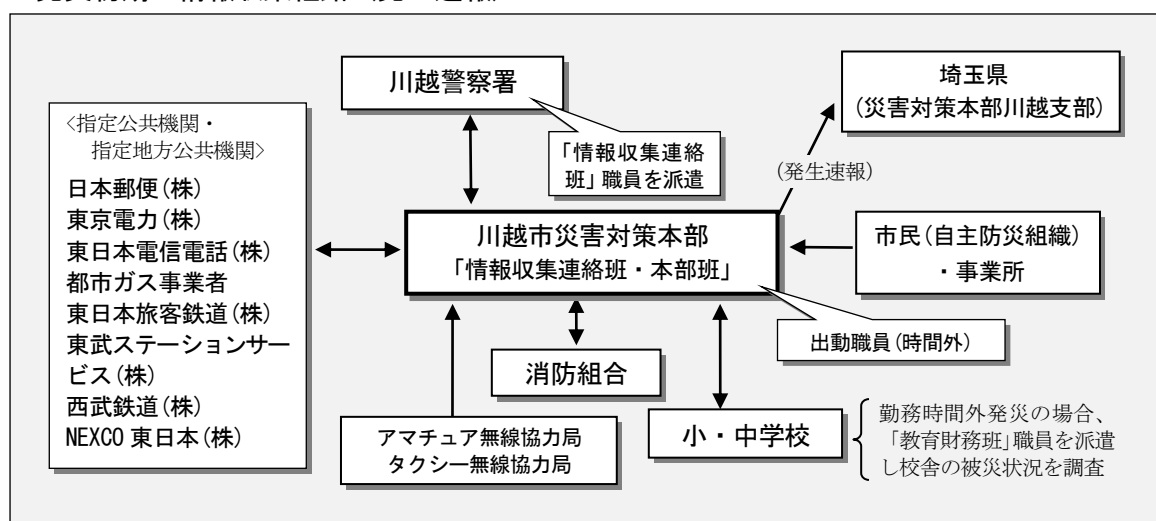 川越警察署
「情報収集連絡
班」職員を派遣
埼玉県
(災害対策本部川越支部)
(発生速報)
<指定公共機関・
指定地方公共機関>
日本郵便(株)
東京電力(株)
東日本電信電話(株)
都市ガス事業者
東日本旅客鉄道(株)
東武ステーションサー
ビス(株)
西武鉄道(株)
NEXCO 東日本(株)
川越市災害対策本部
「情報収集連絡班・本部班」
市民(自主防災組織)
・事業所
出動職員(時間外)
消防組合
アマチュア無線協力局
タクシー無線協力局
小・中学校
勤務時間外発災の場合、
「教育財務班」職員を派遣
し校舎の被災状況を調査